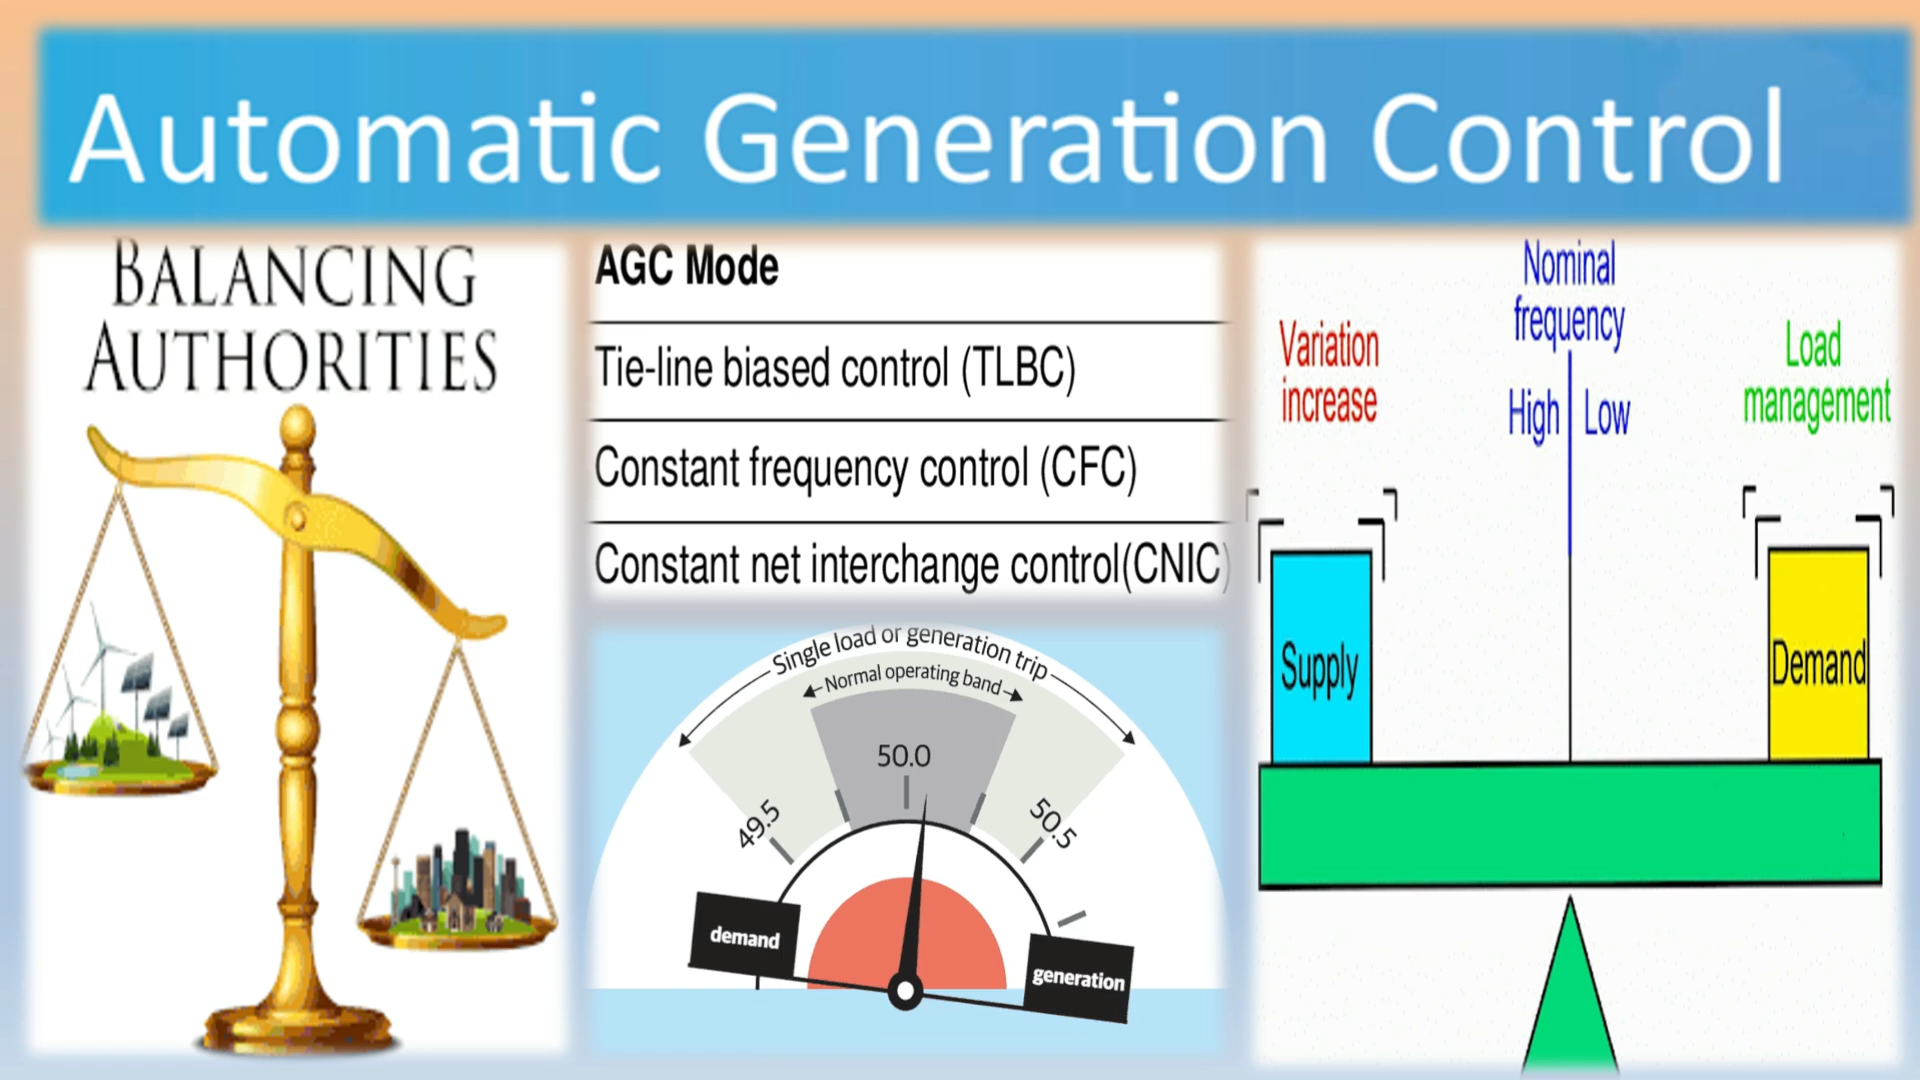 Automatic Generation Control
BALANCING
AUTHORITIES
AGC Mode
Tie-line biased control (TLBC)
Constant frequency control (CFC)
Constant net interchange control(CNIC)
Single load or generation trip
Normal operating band
50.0
49.5
50.5
demand
generation
Nominal
frequency
High Low
Variation
increase
Load
management
Supply
Demand